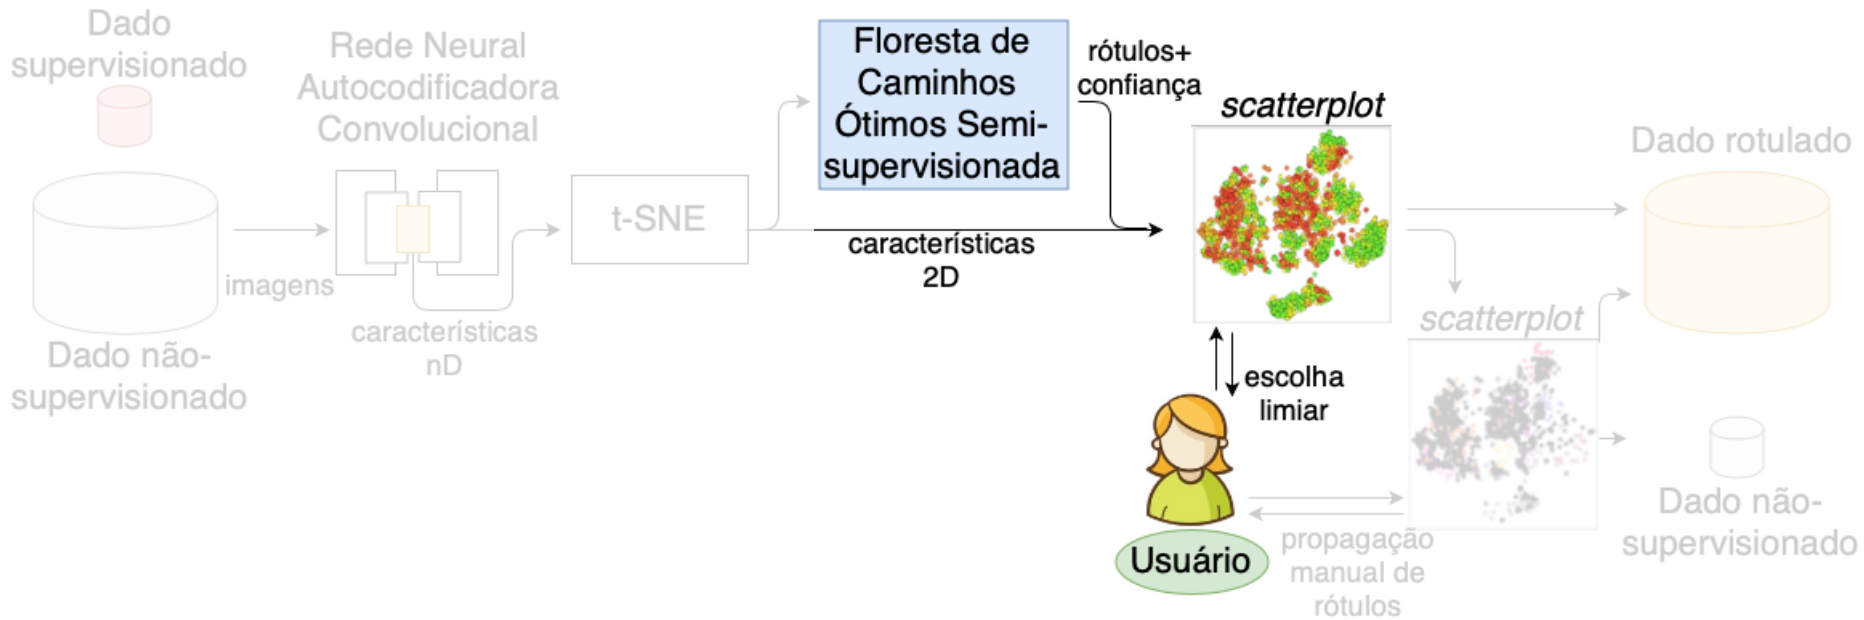 Dado
supervisionado
Rede Neural
Autocodificadora
Convolucional
imagens
Dado não-
supervisionado
características
nD
t-SNE
Floresta de
Caminhos
Ótimos Semi-
supervisionada
rótulos+
confiança
características
2D
scatterplot
escolha
limiar
Usuário
propagação
manual de
rótulos
scatterplot
Dado rotulado
Dado não-
supervisionado